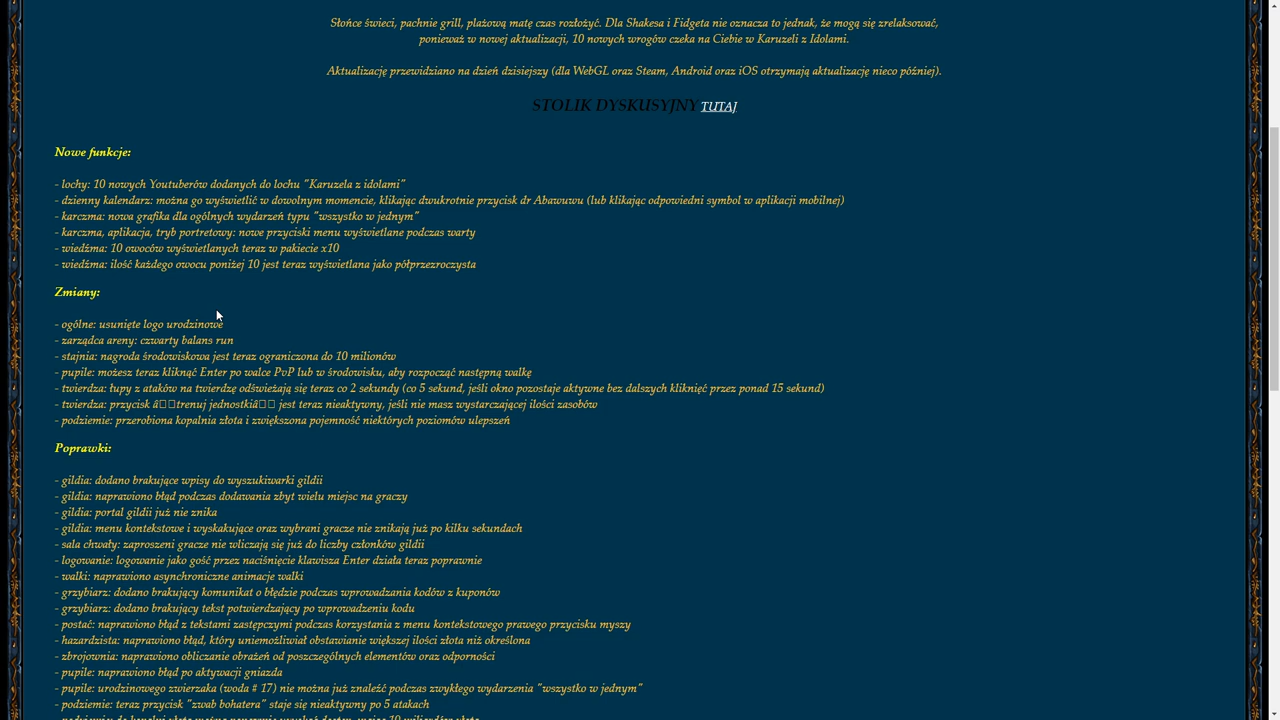 Słońce świeci, pachnie grill, plażową matę czas rozłożyć. Dla Shakesa i Fidgeta nie oznacza to jednak, że mogą się zrelaksować,
ponieważ w nowej aktualizacji, 10 nowych wrogów czeka na Ciebie w Karuzeli z Idolami.
Aktualizację przewidziano na dzień dzisiejszy (dla WebGL oraz Steam, Android oraz iOS otrzymają aktualizację nieco później).
STOLIK DYSKUSYJNY TUTAJ
Nowe funkcje:
- lochy: 10 nowych Youtuberów dodanych do lochu "Karuzela z idolami"
- dzienny kalendarz: można go wyświetlić w dowolnym momencie, klikając dwukrotnie przycisk dr Abawuwu (lub klikając odpowiedni symbol w aplikacji mobilnej)
- karczma: nowa grafika dla ogólnych wydarzeń typu "wszystko w jednym"
- karczma, aplikacja, tryb portretowy: nowe przyciski menu wyświetlane podczas warty
- wiedźma: 10 owoców wyświetlanych teraz w pakiecie x10
- wiedźma: ilość każdego owocu poniżej 10 jest teraz wyświetlana jako półprzezroczysta
Zmiany:
- ogólne: usunięte logo urodzinowe
- zarządca areny: czwarty balans run
- stajnia: nagroda środowiskowa jest teraz ograniczona do 10 milionów
- pupile: możesz teraz kliknąć Enter po walce PvP lub w środowisku, aby rozpocząć następną walkę
- twierdza: łupy z ataków na twierdzę odświeżają się teraz co 2 sekundy (co 5 sekund, jeśli okno pozostaje aktywne bez dalszych kliknięć przez ponad 15 sekund)
- twierdza: przycisk â□□trenuj jednostkiâ□□ jest teraz nieaktywny, jeśli nie masz wystarczającej ilości zasobów
- podziemie: przerobiona kopalnia złota i zwiększona pojemność niektórych poziomów ulepszeń
Poprawki:
- gildia: dodano brakujące wpisy do wyszukiwarki gildii
- gildia: naprawiono błąd podczas dodawania zbyt wielu miejsc na graczy
- gildia: portal gildii już nie znika
- gildia: menu kontekstowe i wyskakujące oraz wybrani gracze nie znikają już po kilku sekundach
- sala chwały: zaproszeni gracze nie wliczają się już do liczby członków gildii
- logowanie: logowanie jako gość przez naciśnięcie klawisza Enter działa teraz poprawnie
- walki: naprawiono asynchroniczne animacje walki
- grzybiarz: dodano brakujący komunikat o błędzie podczas wprowadzania kodów z kuponów
- grzybiarz: dodano brakujący tekst potwierdzający po wprowadzeniu kodu
- postać: naprawiono błąd z tekstami zastępczymi podczas korzystania z menu kontekstowego prawego przycisku myszy
- hazardzista: naprawiono błąd, który uniemożliwiał obstawianie większej ilości złota niż określona
- zbrojownia: naprawiono obliczanie obrażeń od poszczególnych elementów oraz odporności
- pupile: naprawiono błąd po aktywacji gniazda
- pupile: urodzinowego zwierzaka (woda # 17) nie można już znaleść podczas zwykłego wydarzenia "wszystko w jednym"
- podziemie: teraz przycisk "zwab bohatera" staje się nieaktywny po 5 atakach